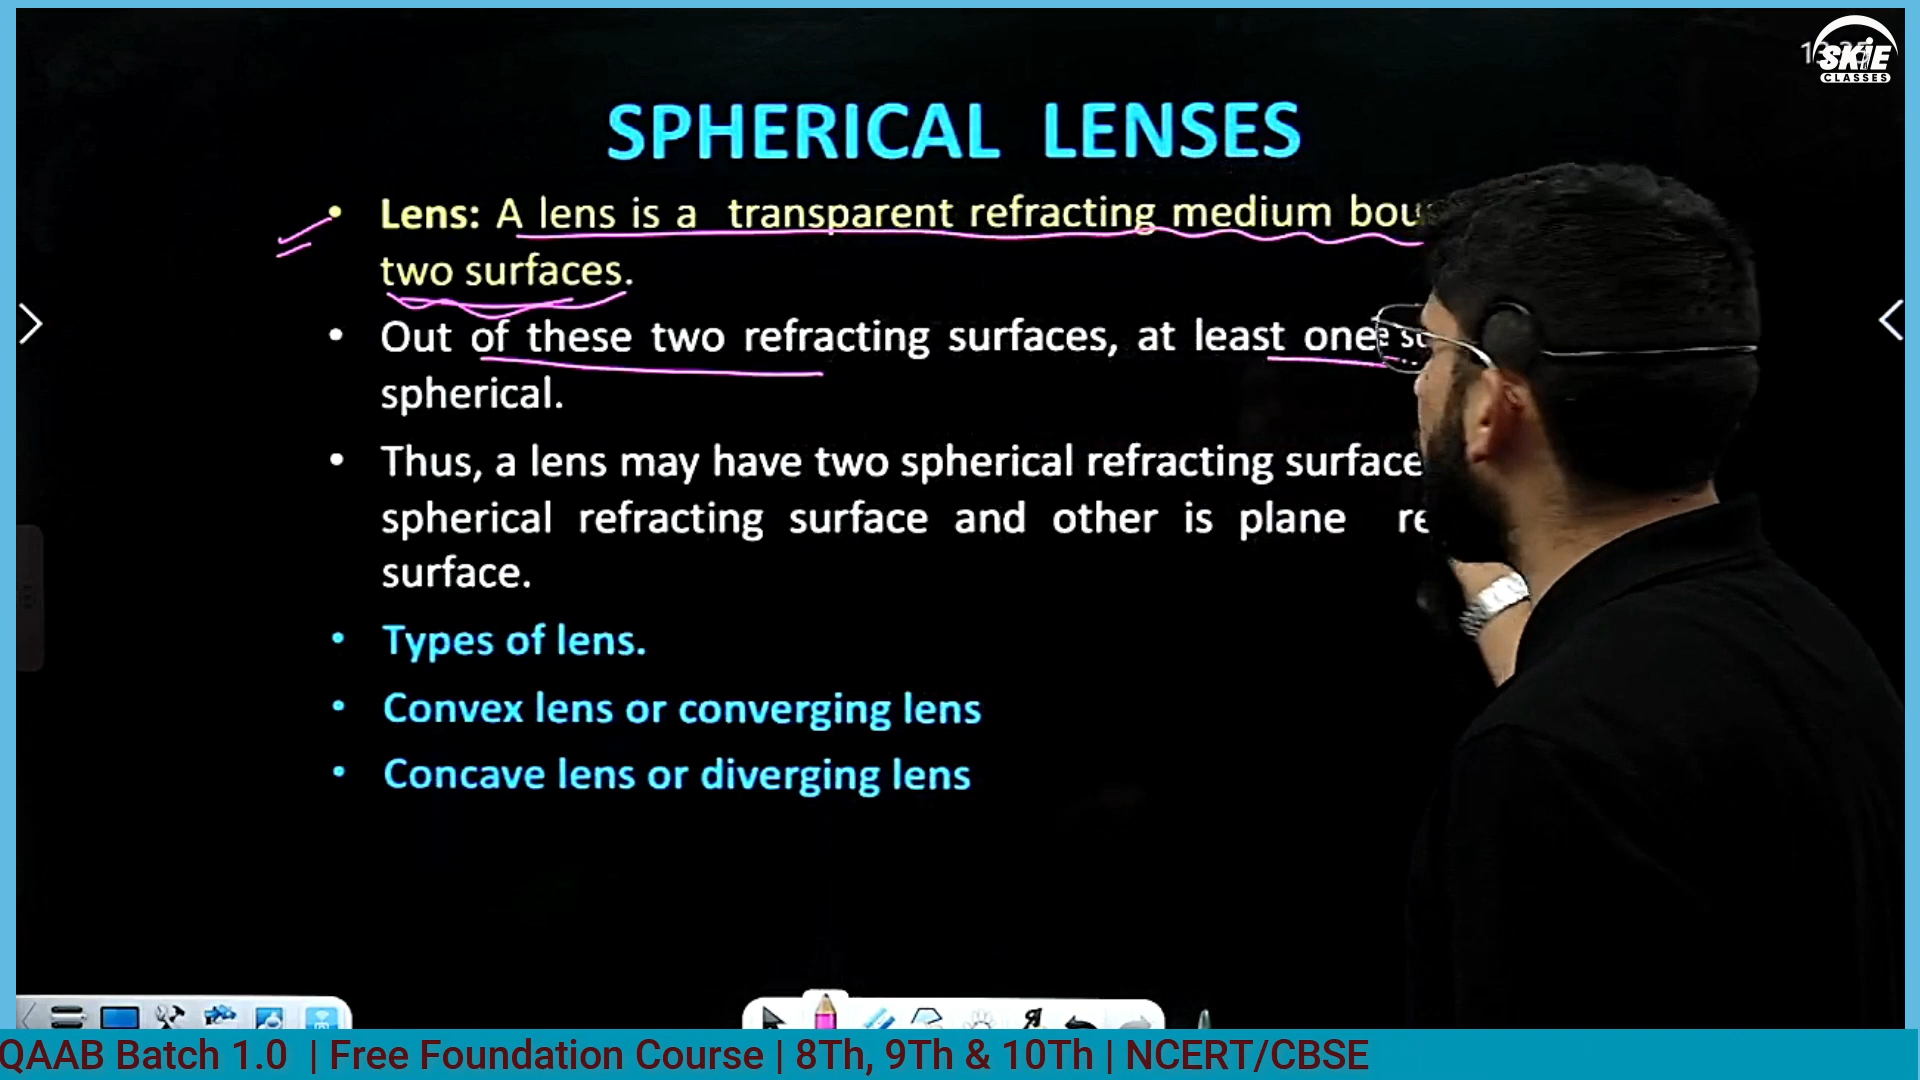 SKIE
CLASSES
SPHERICAL LENSES
• Lens: A lens is a transparent refracting medium
two surfaces.
• Out of these two refracting surfaces, at least one
spherical.
• Thus, a lens may have two spherical refracting
spherical refracting surface and other is plane
surface.
• Types of lens.
• Convex lens or converging lens
• Concave lens or diverging lens
QAAB Batch 1.0 | Free Foundation Course | 8Th, 9Th & 10Th | NCERT/CBSE